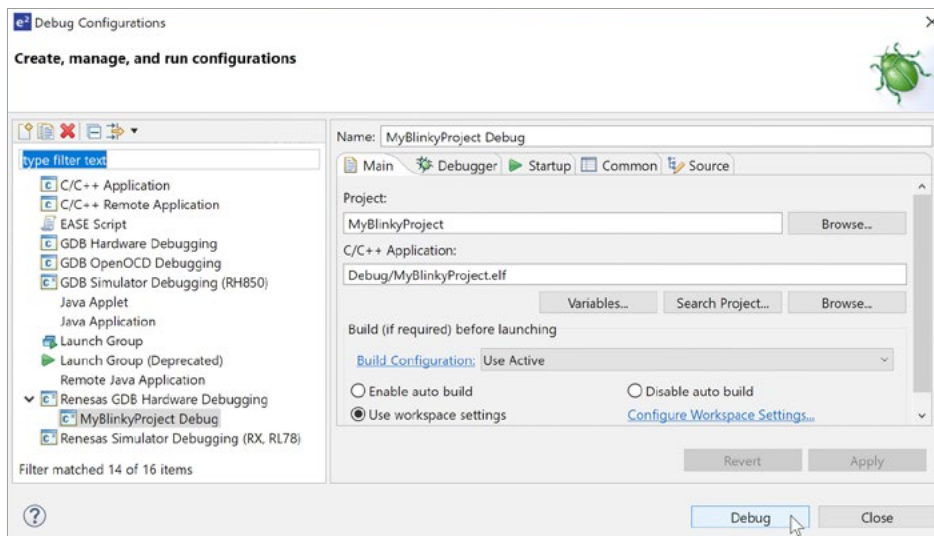 e² Debug Configurations
Create, manage, and run configurations
type filter text
C/C++ Application
C/C++ Remote Application
EASE Script
GDB Hardware Debugging
GDB OpenOCD Debugging
GDB Simulator Debugging (RH850)
Java Applet
Java Application
Launch Group
Launch Group (Deprecated)
Remote Java Application
Renesas GDB Hardware Debugging
MyBlinkyProject Debug
Renesas Simulator Debugging (RX, RL78)
Filter matched 14 of 16 items
Name: MyBlinkyProject Debug
Main Debugger Startup Common Source
Project:
MyBlinkyProject Browse...
C/C++ Application:
Debug/MyBlinkyProject.elf
Variables... Search Project... Browse...
Build (if required) before launching
Build Configuration: Use Active
Enable auto build Disable auto build
Use workspace settings Configure Workspace Settings...
Revert Apply
? Debug Close